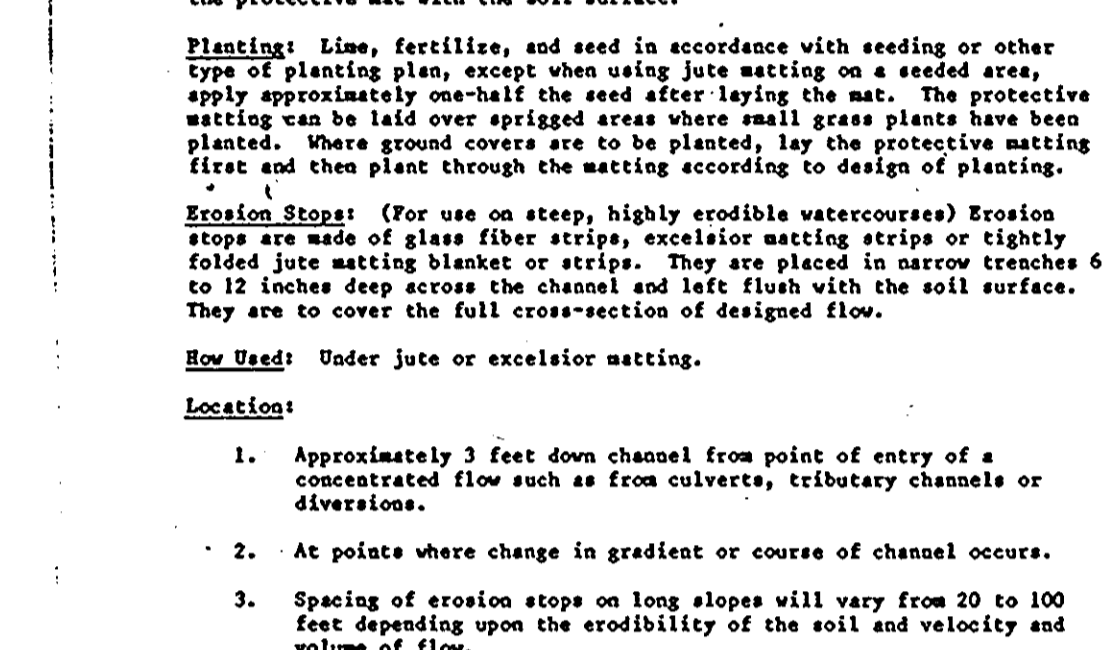 the protective mat with the soil surface.
Planting: Lime, fertilize, and seed in accordance with seeding or other
type of planting plan, except when using jute matting on a seeded area,
apply approximately one-half the seed after laying the mat. The protective
matting can be laid over sprigged areas where small grass plants have been
planted. Where ground covers are to be planted, lay the protective matting
first and then plant through the matting according to design of planting.
Erosion Stops: (For use on steep, highly erodible watercourses) Erosion
stops are made of glass fiber strips, excelsior matting strips or tightly
folded jute matting blanket or strips. They are placed in narrow trenches 6
to 12 inches deep across the channel and left flush with the soil surface.
They are to cover the full cross-section of designed flow.
How Used: Under jute or excelsior matting.
Location:
1. Approximately 3 feet down channel from point of entry of a
concentrated flow such as from culverts, tributary channels or
diversions.
2. At points where change in gradient or course of channel occurs.
3. Spacing of erosion stops on long slopes will vary from 20 to 100
feet depending upon the erodibility of the soil and velocity and
volume of flow.